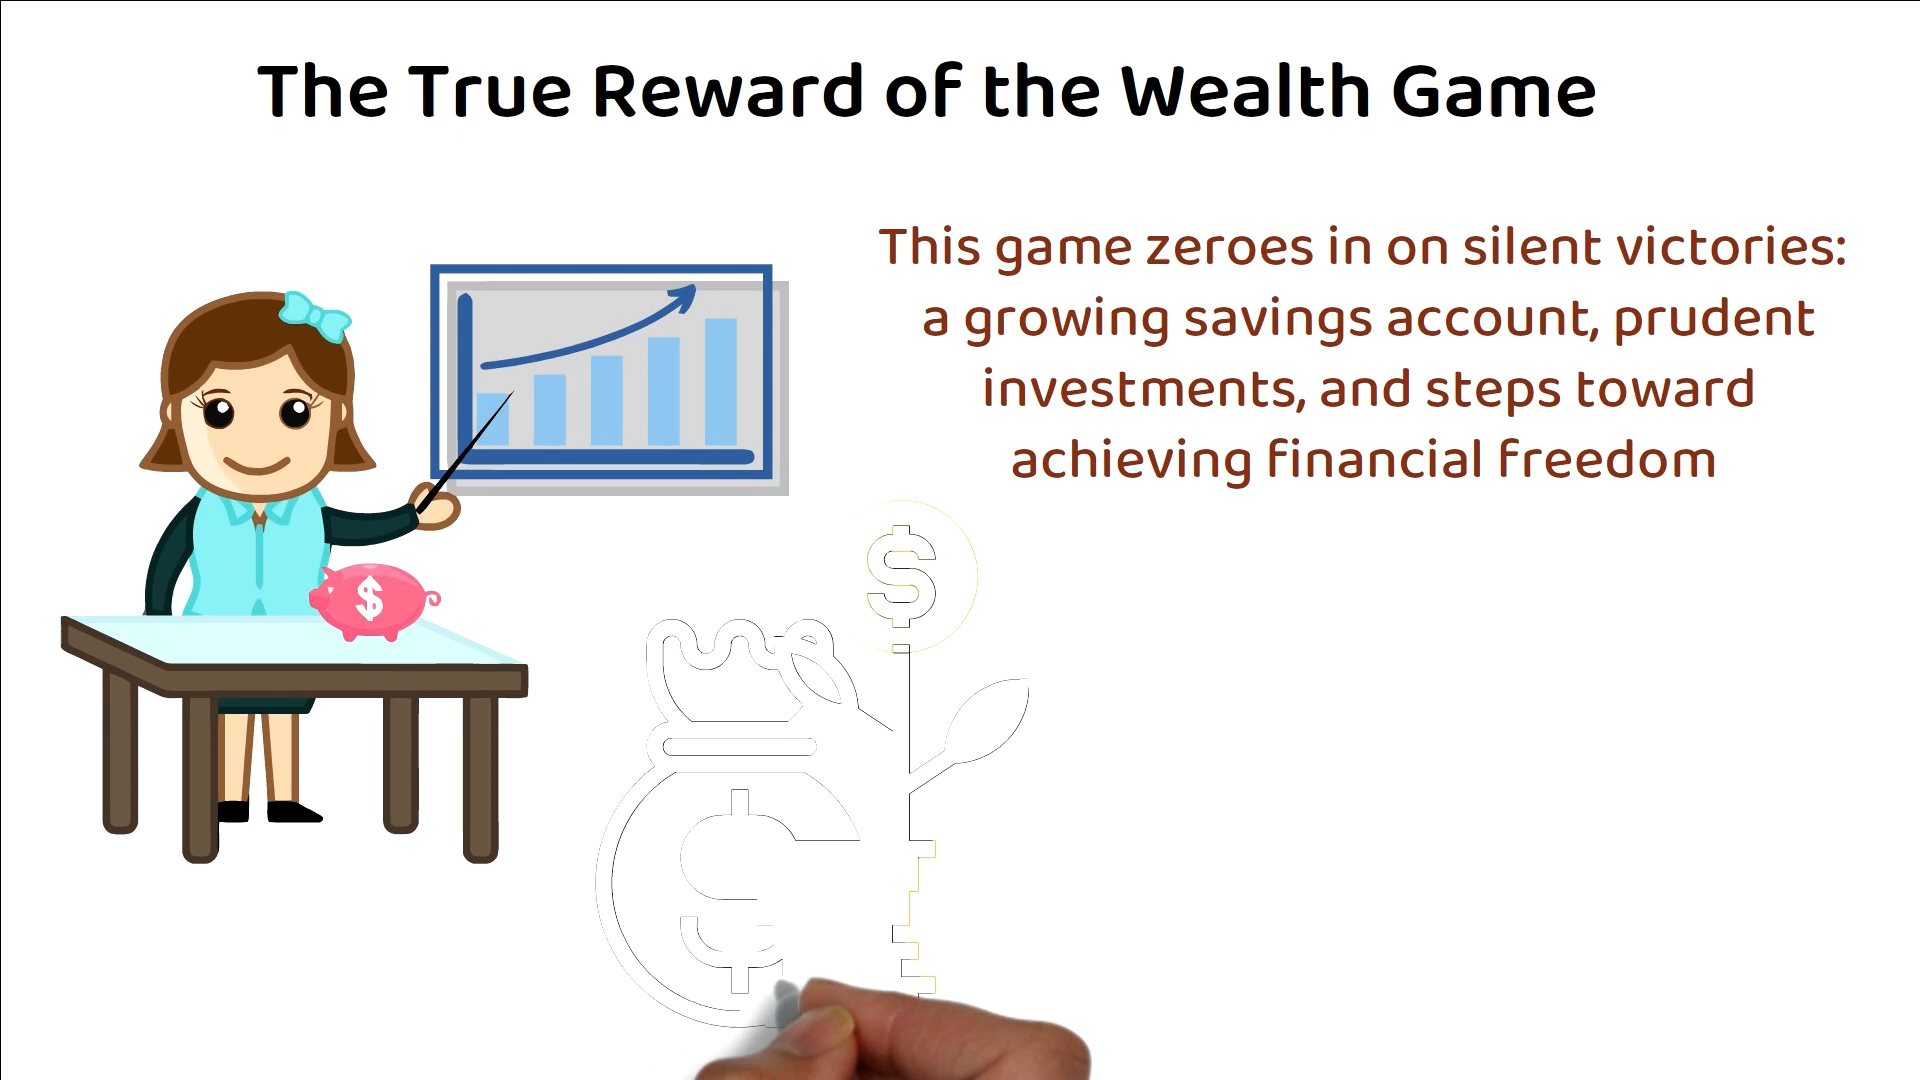 The True Reward of the Wealth Game
This game zeroes in on silent victories:
a growing savings account, prudent
investments, and steps toward
achieving financial freedom
$
$
$